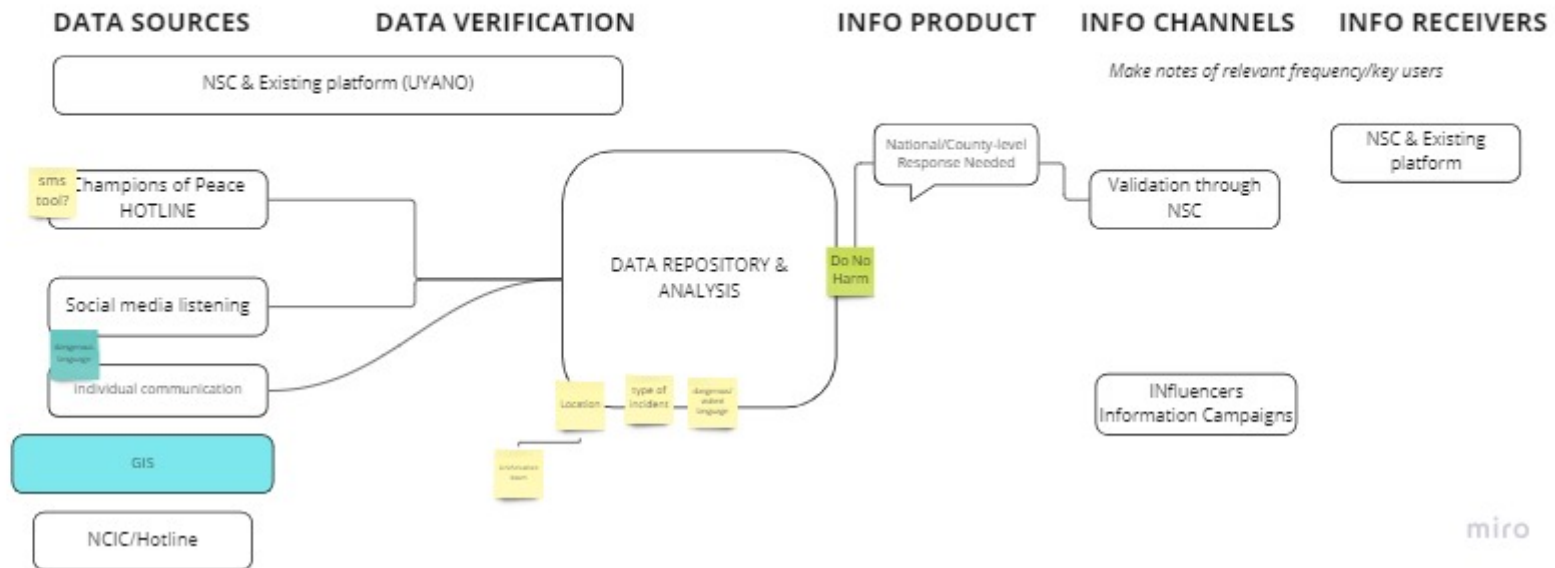 DATA SOURCES
DATA VERIFICATION
INFO PRODUCT
INFO CHANNELS
INFO RECEIVERS
NSC & Existing platform (UYANO)
Make notes of relevant frequency/key users
sms
tool?
Champions of Peace
HOTLINE
Social media listening
dangerous
language
Individual communication
GIS
NCIC/Hotline
DATA REPOSITORY &
ANALYSIS
Location
type of
incident
dangerous/
language
team
Do No
Harm
National/County-level
Response Needed
Validation through
NSC
NSC & Existing
platform
INfluencers
Information Campaigns
miro